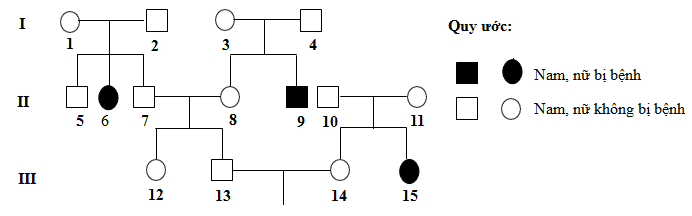 I
1
2
3
4
Quy ước:
Nam, nữ bị bệnh
II
5
6
7
8
9
10
11
Nam, nữ không bị bệnh
III
12
13
14
15